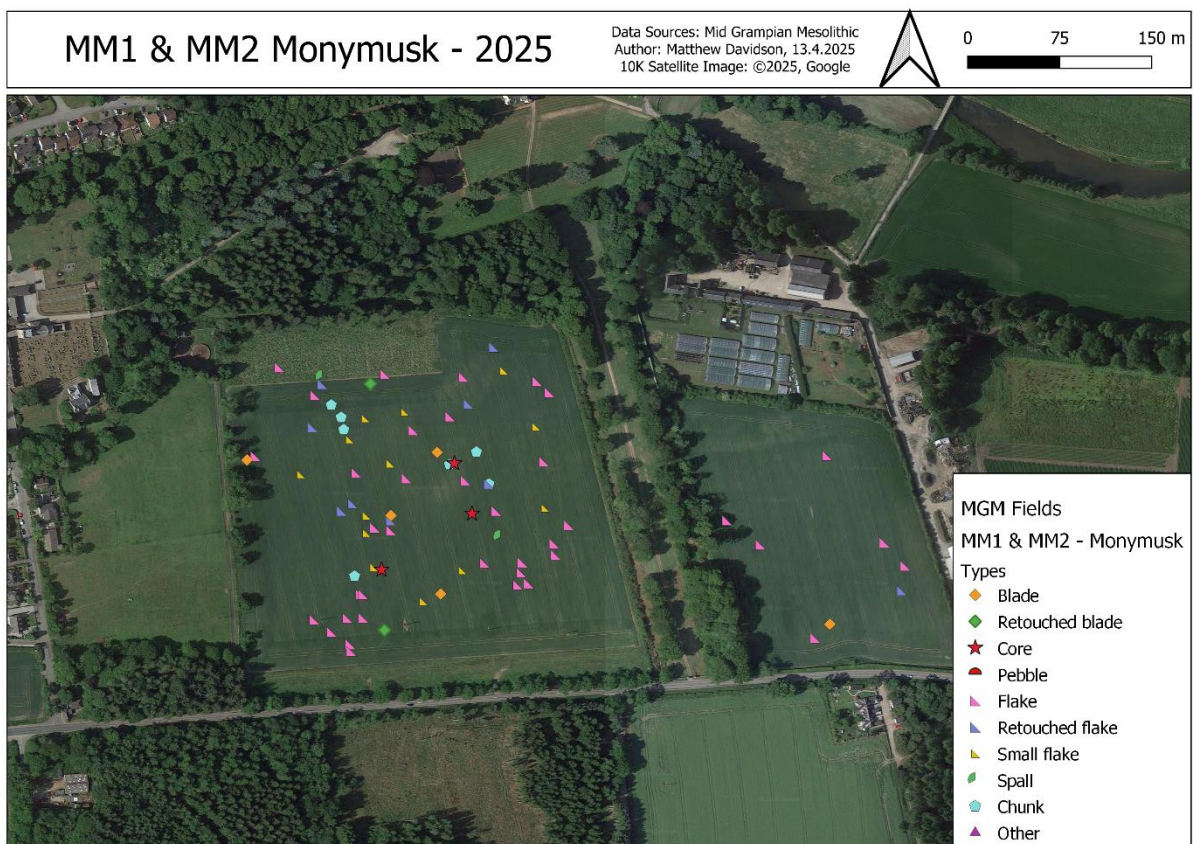 MM1 & MM2 Monymusk - 2025
Data Sources: Mid Grampian Mesolithic
Author: Matthew Davidson, 13.4.2025
10K Satellite Image: ©2025, Google
0 75 150 m
MGM Fields
MM1 & MM2 - Monymusk
Types
Blade
Retouched blade
Core
Pebble
Flake
Retouched flake
Small flake
Spall
Chunk
Other